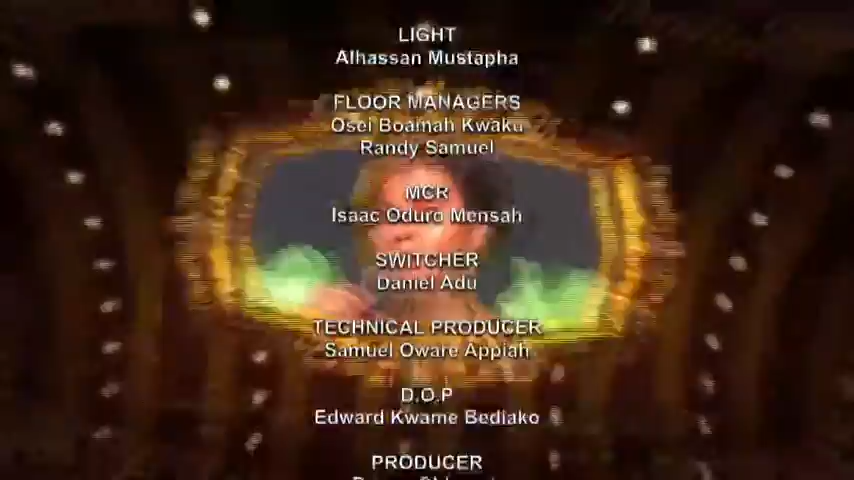 LIGHT
Alhassan Mustapha
FLOOR MANAGERS
Osei Boamah Kwaku
Randy Samuel
MCR
Isaac Oduro Mensah
SWITCHER
Daniel Adu
TECHNICAL PRODUCER
Samuel Oware Appiah
D.O.P
Edward Kwame Bediako
PRODUCER